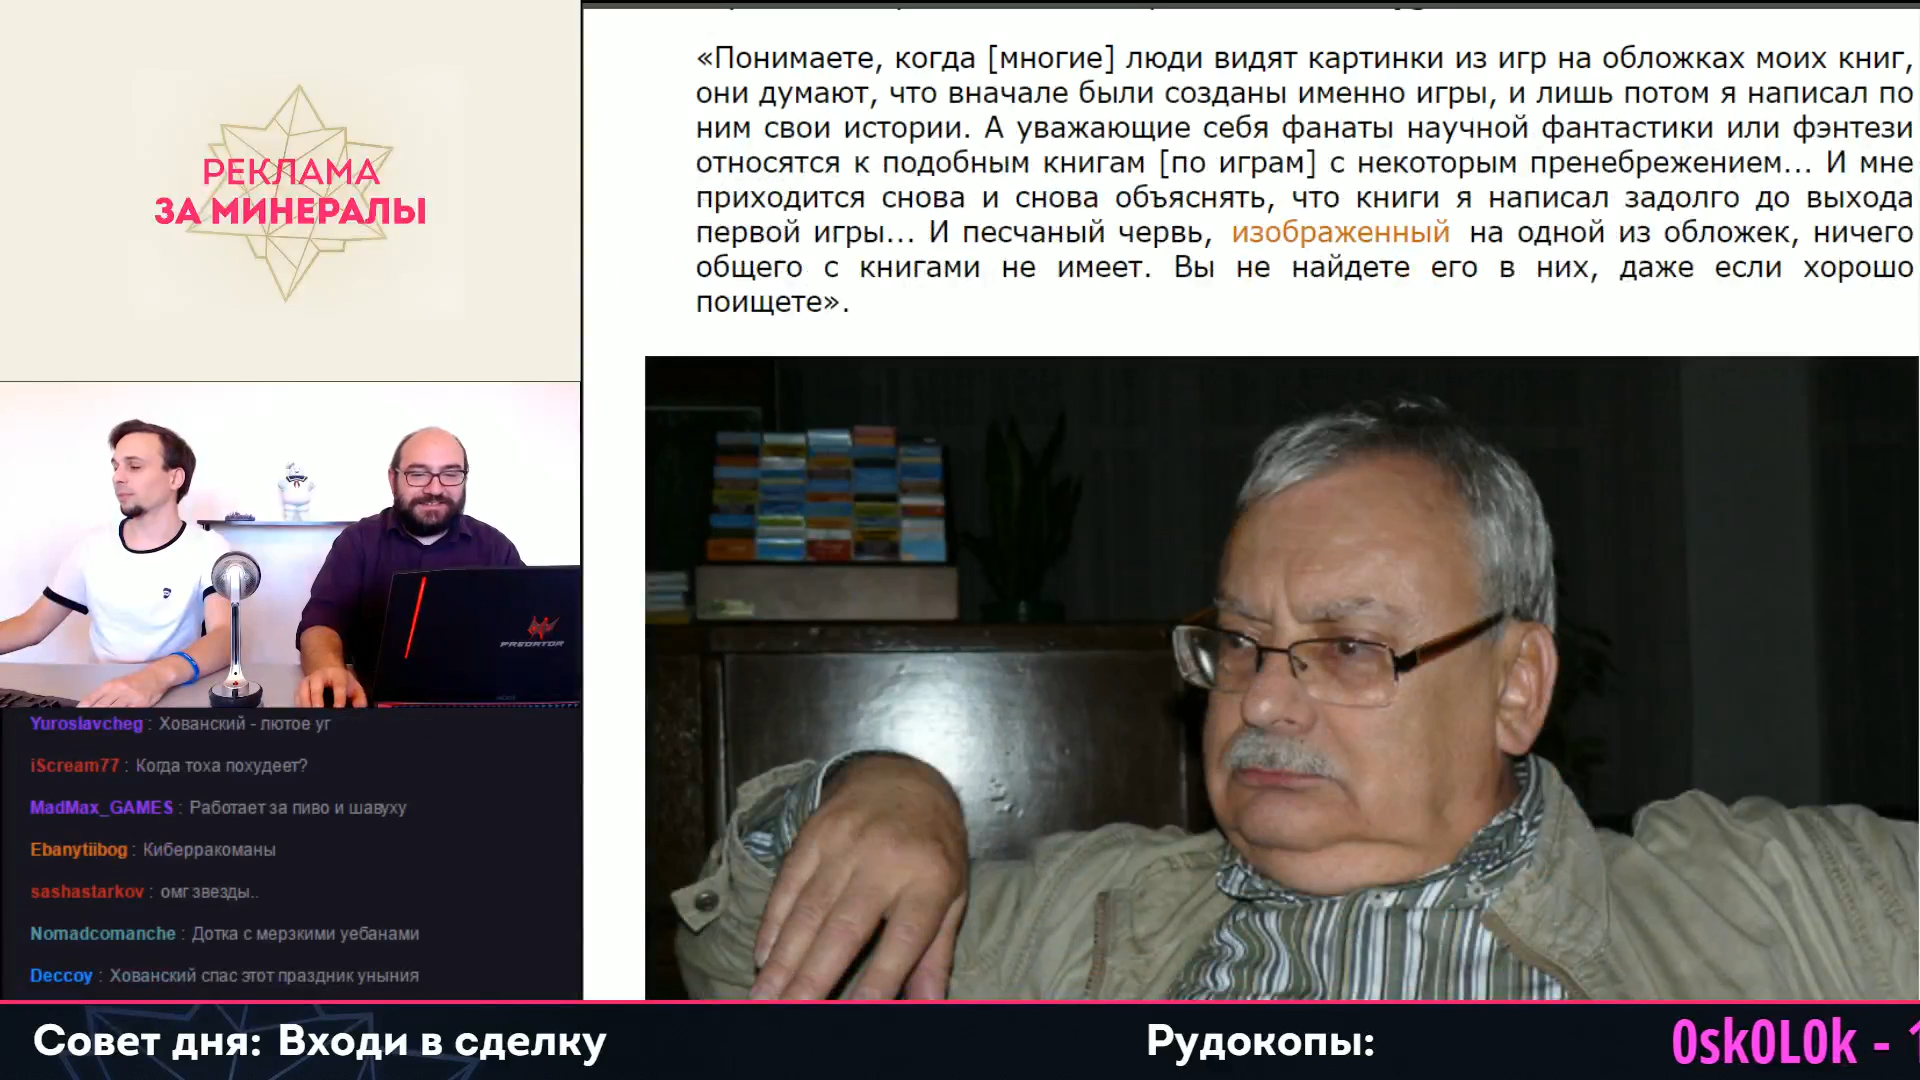 РЕКЛАМА
ЗА МИНЕРАЛЫ
«Понимаете, когда [многие] люди видят картинки из игр на обложках моих книг,
они думают, что вначале были созданы именно игры, и лишь потом я написал по
ним свои истории. А уважающие себя фанаты научной фантастики или фэнтези
относятся к подобным книгам [по играм] с некоторым пренебрежением... И мне
приходится снова и снова объяснять, что книги я написал задолго до выхода
первой игры... И песчаный червь, изображенный на одной из обложек, ничего
общего с книгами не имеет. Вы не найдете его в них, даже если хорошо
поищете».
PREDATOR
Yuroslavcheg : Хованский - лютое уг
iScream77 : Когда тоха похудеет?
MadMax_GAMES : Работает за пиво и шавуху
Ebanytiibog : Киберракоманы
sashastarkov : омг звезды..
Nomadcomanche : Дотка с мерзкими уебанами
Deccoy : Хованский спас этот праздник уныния
Совет дня: Входи в сделку
Рудокопы:
0sk0L0k - 1